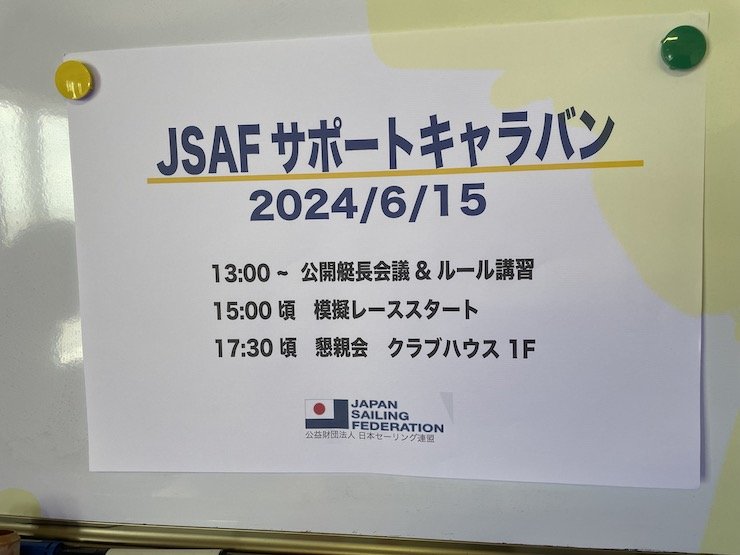 JSAF サポートキャラバン
2024/6/15
13:00 ~ 公開艇長会議 & ルール講習
15:00 頃 模擬レーススタート
17:30 頃 懇親会 クラブハウス 1F
JAPAN
SAILING
FEDERATION
公益財団法人 日本セーリング連盟